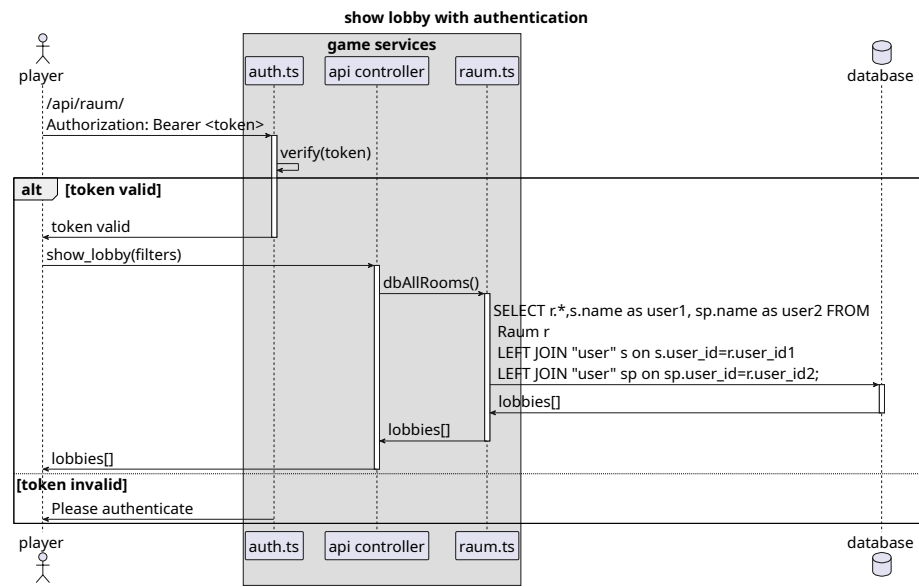 show lobby with authentication
game services
player
auth.ts
api controller
raum.ts
database
/api/raum/
Authorization: Bearer <token>
verify(token)
alt [token valid]
token valid
show_lobby(filters)
dbAllRooms()
SELECT r.*,s.name as user1, sp.name as user2 FROM
Raum r
LEFT JOIN "user" s on s.user_id=r.user_id1
LEFT JOIN "user" sp on sp.user_id=r.user_id2;
lobbies[]
lobbies[]
lobbies[]
[token invalid]
Please authenticate
player
auth.ts
api controller
raum.ts
database